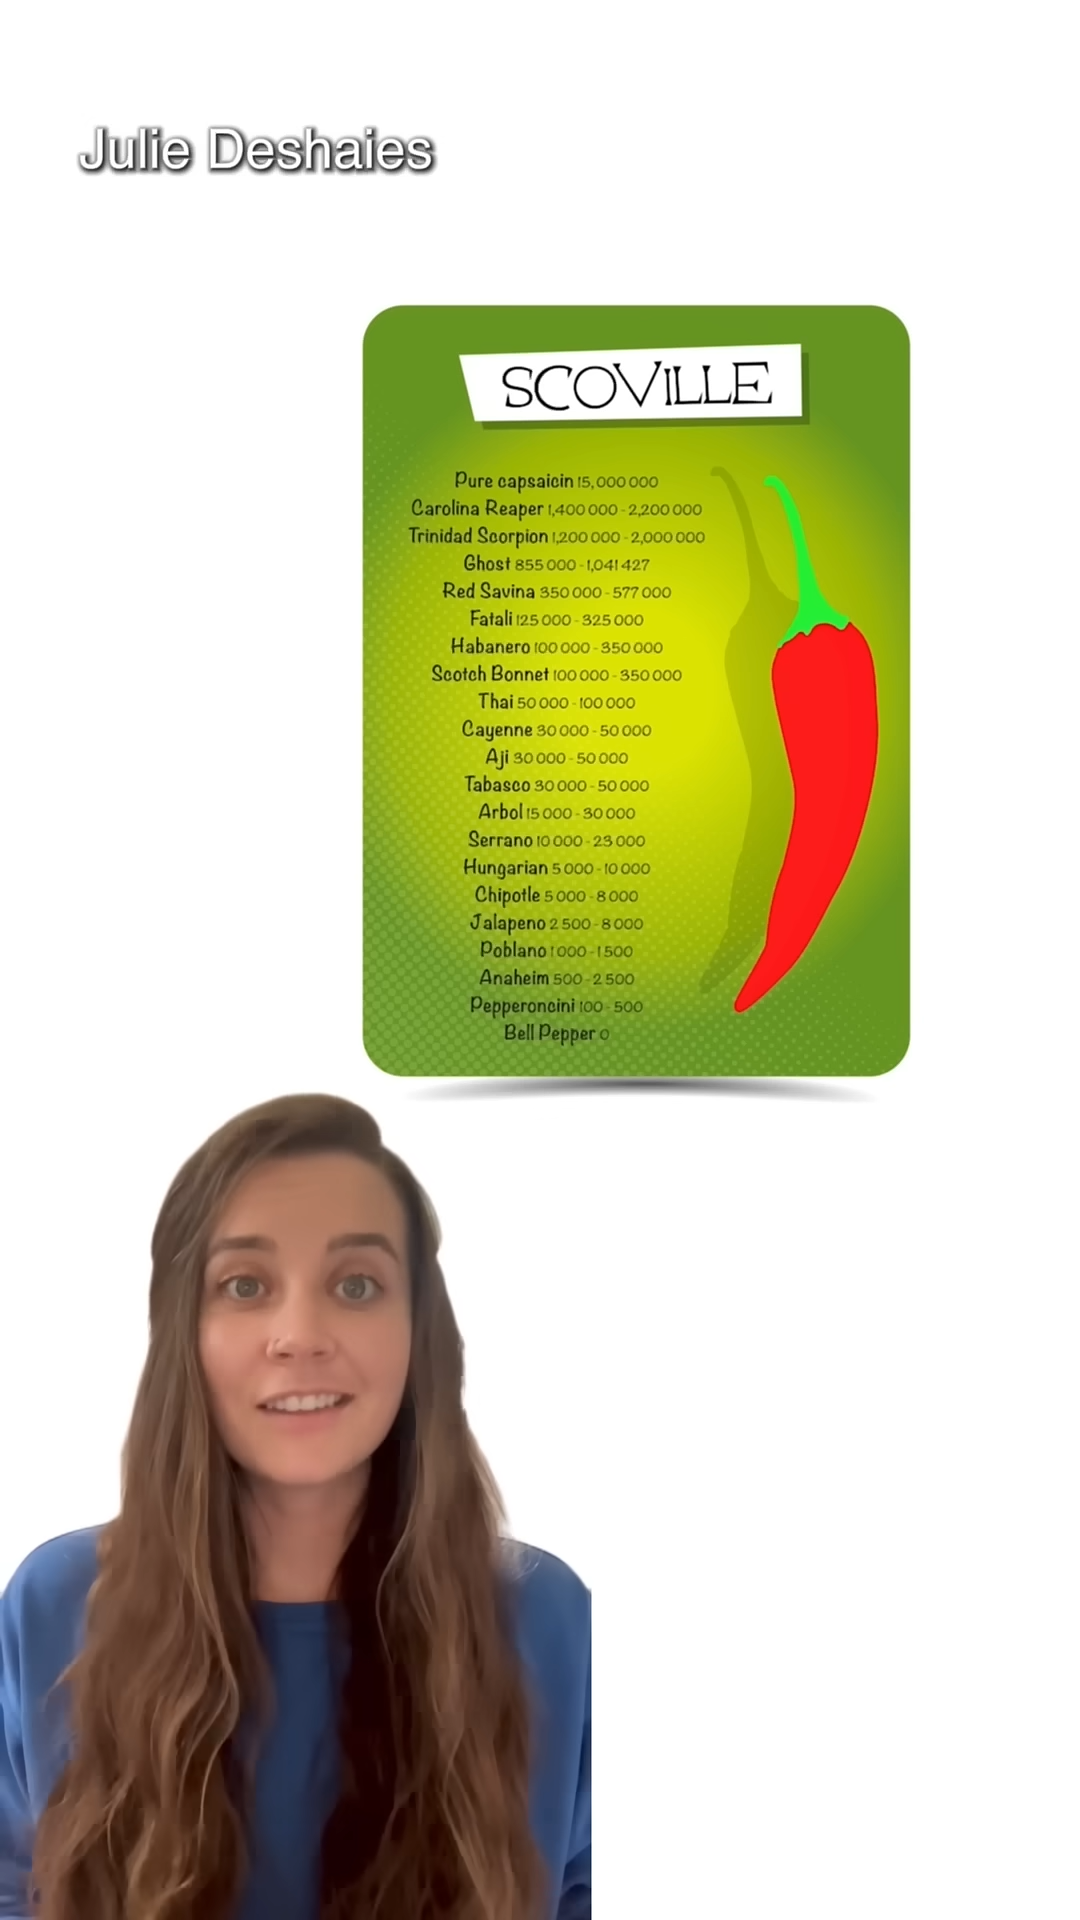 Julie Deshaies
SCOVILLE
Pure capsaicin 15,000 000
Carolina Reaper 1,400 000 - 2,200 000
Trinidad Scorpion 1,200 000 - 2,000 000
Ghost 855 000 - 1,041 427
Red Savina 350 000 - 577 000
Fatali 125 000 - 325 000
Habanero 100 000 - 350 000
Scotch Bonnet 100 000 - 350 000
Thai 50 000 - 100 000
Cayenne 30 000 - 50 000
Aji 30 000 - 50 000
Tabasco 30 000 - 50 000
Arbol 15 000 - 30 000
Serrano 10 000 - 23 000
Hungarian 5 000 - 10 000
Chipotle 5 000 - 8 000
Jalapeno 2 500 - 8 000
Poblano 1 000 - 1 500
Anaheim 500 - 2 500
Pepperoncini 100 - 500
Bell Pepper 0